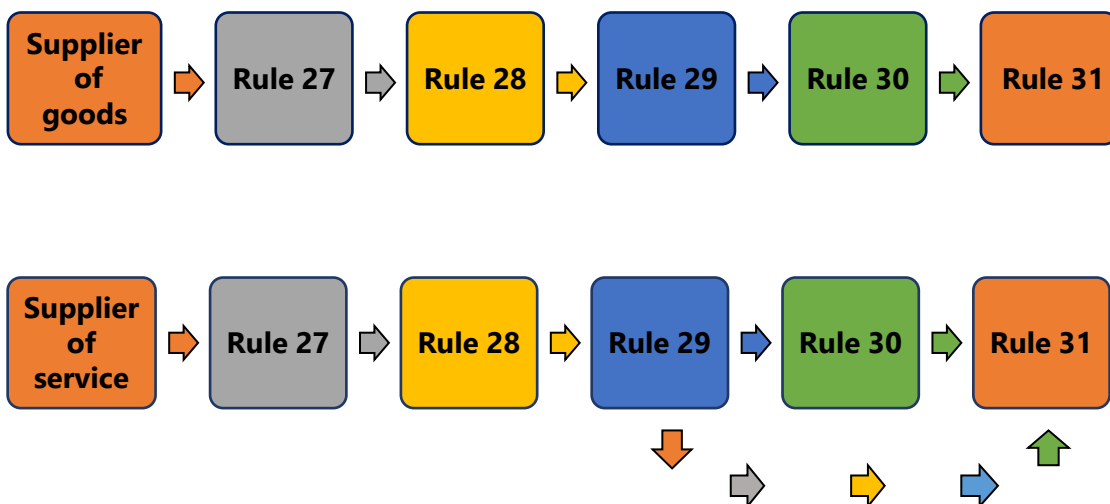 Supplier
of
goods
Rule 27
Rule 28
Rule 29
Rule 30
Rule 31
Supplier
of
service
Rule 27
Rule 28
Rule 29
Rule 30
Rule 31